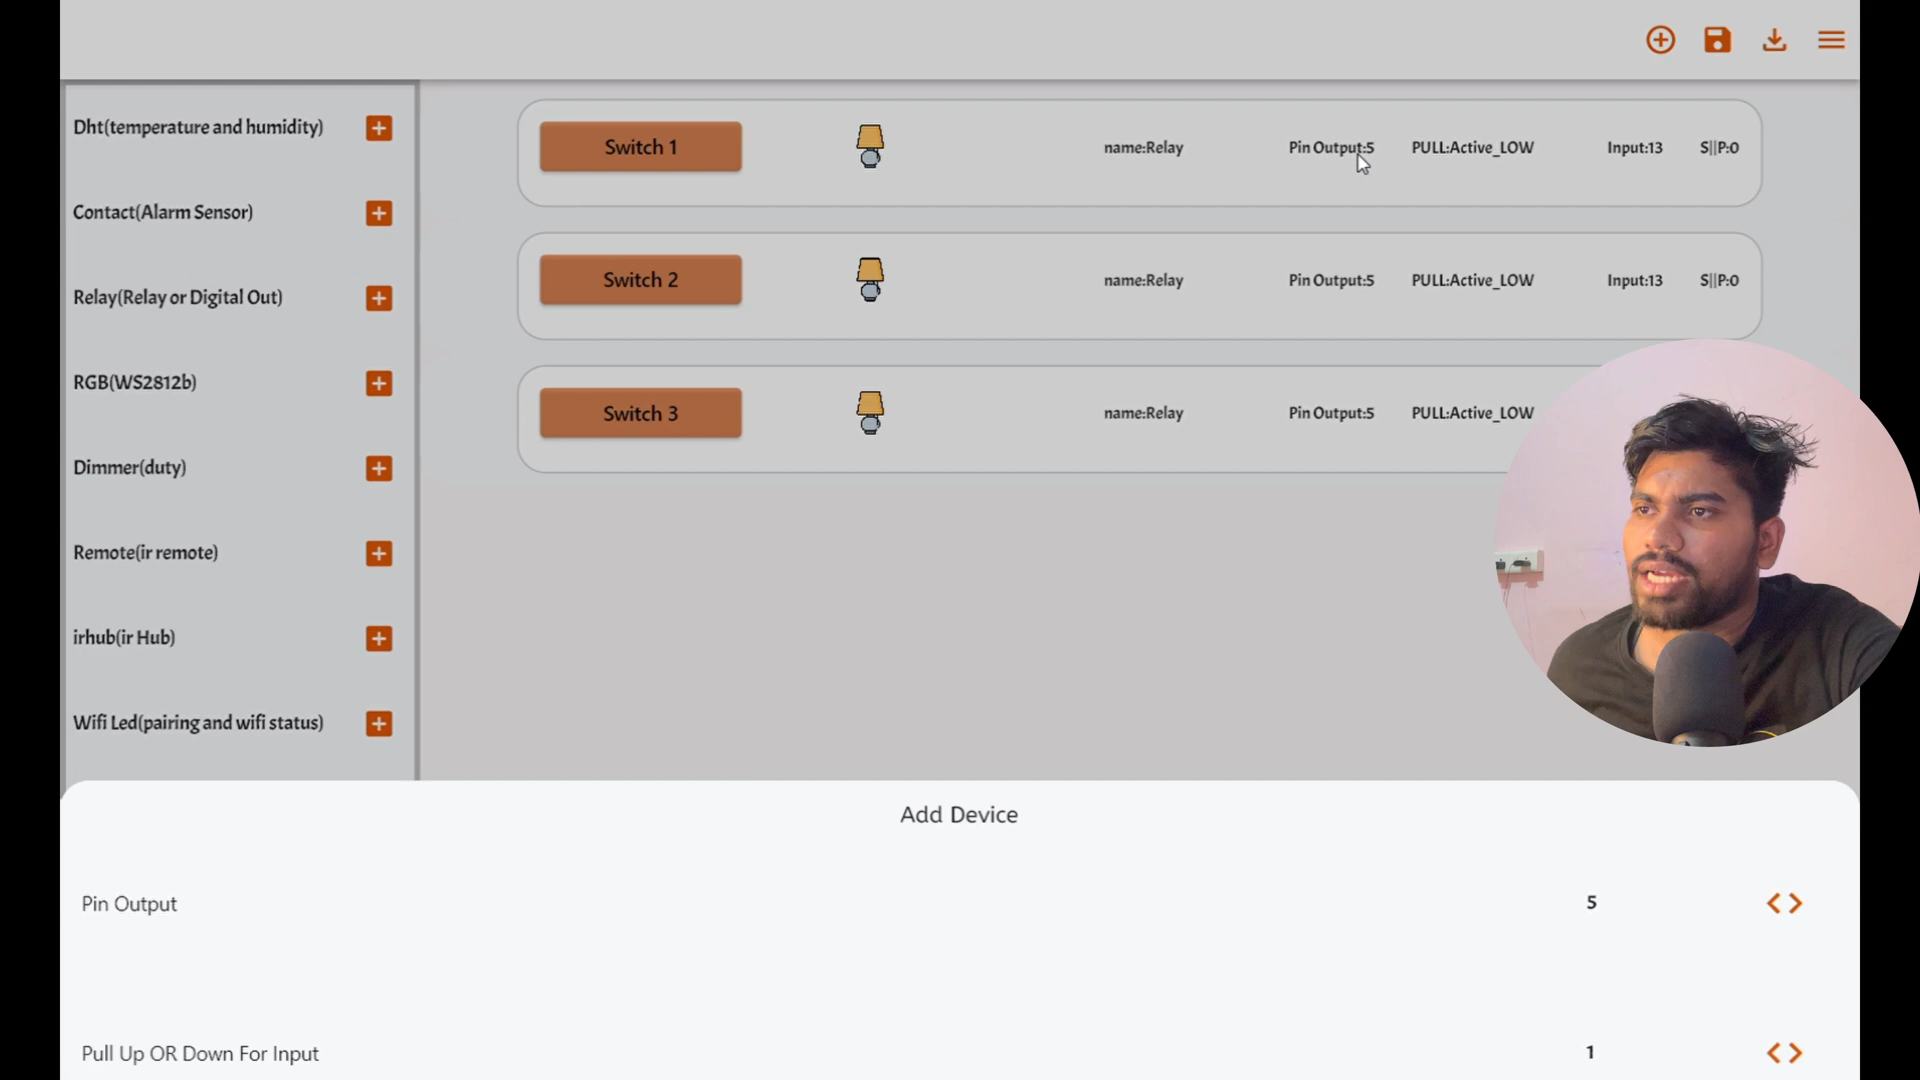 Dht(temperature and humidity)
Contact(Alarm Sensor)
Relay(Relay or Digital Out)
RGB(WS2812b)
Dimmer(duty)
Remote(ir remote)
irhub(ir Hub)
Wifi Led(pairing and wifi status)
Switch 1 name:Relay Pin Output:5 PULL:Active_LOW Input:13 S||P:0
Switch 2 name:Relay Pin Output:5 PULL:Active_LOW Input:13 S||P:0
Switch 3 name:Relay Pin Output:5 PULL:Active_LOW
Add Device
Pin Output 5
Pull Up OR Down For Input 1